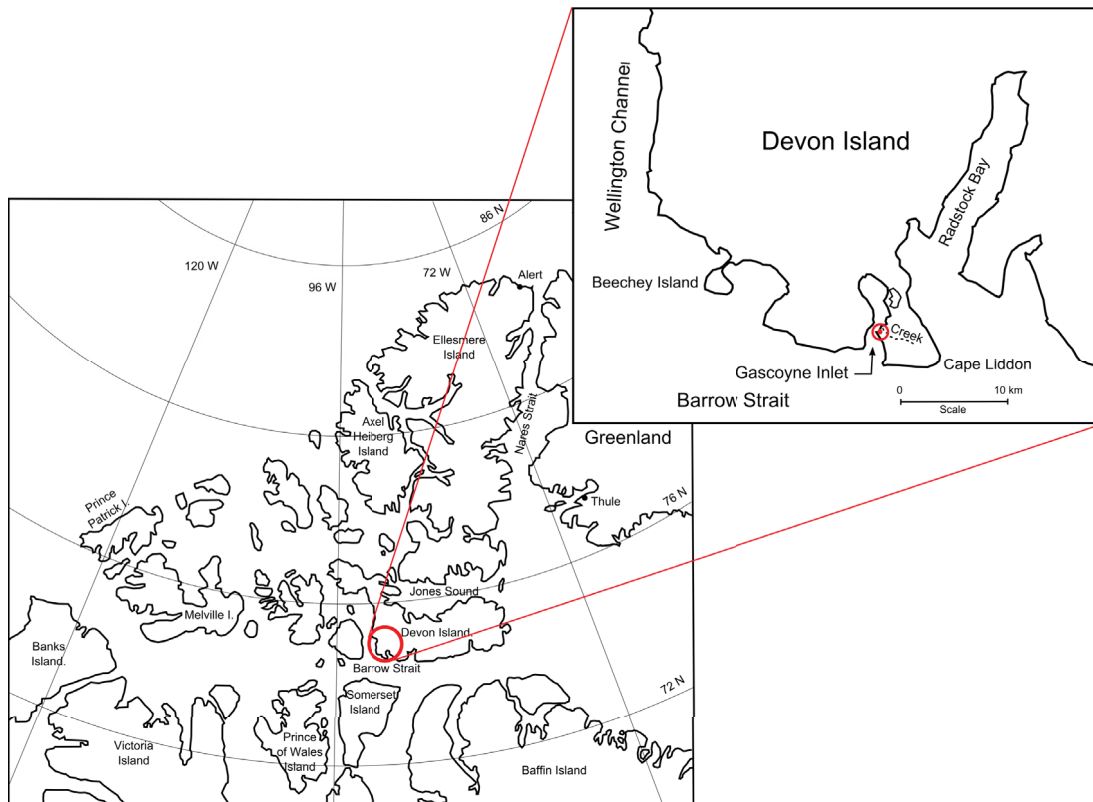 Wellington Channel
Devon Island
Radstock Bay
Beechey Island
Creek
Gascoyne Inlet
Cape Liddon
Barrow Strait
0
10 km
Scale
86 N
120 W
72 W
96 W
Alert
Ellesmere
Island
Nares Strait
Axel
Heiberg
Island
Greenland
Thule
76 N
Prince
Patrick I.
Jones Sound
Melville I.
Devon Island
Banks
Island.
Barrow Strait
72 N
Somerset
Island
Victoria
Island
Prince
of Wales
Island
Baffin Island